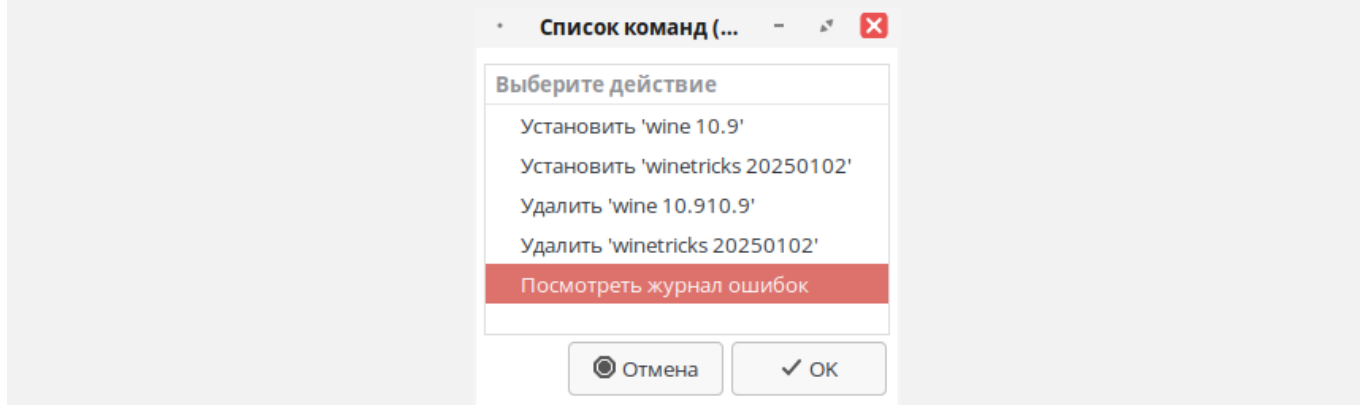 Список команд (...
Выберите действие
Установить 'wine 10.9'
Установить 'winetricks 20250102'
Удалить 'wine 10.910.9'
Удалить 'winetricks 20250102'
Посмотреть журнал ошибок
Отмена OK